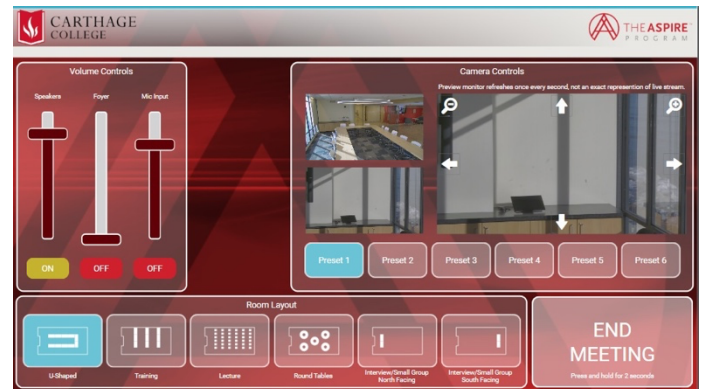 CARTHAGE
COLLEGE
THE ASPIRE
PROGRAM
Volume Controls
Speakers
Foyer
Mic Input
ON
OFF
OFF
Camera Controls
Preview monitor refreshes once every second, not an exact represention of live stream.
Preset 1
Preset 2
Preset 3
Preset 4
Preset 5
Preset 6
Room Layout
U-Shaped
Training
Lecture
Round Tables
Interview/Small Group
North Facing
Interview/Small Group
South Facing
END
MEETING
Press and hold for 2 seconds